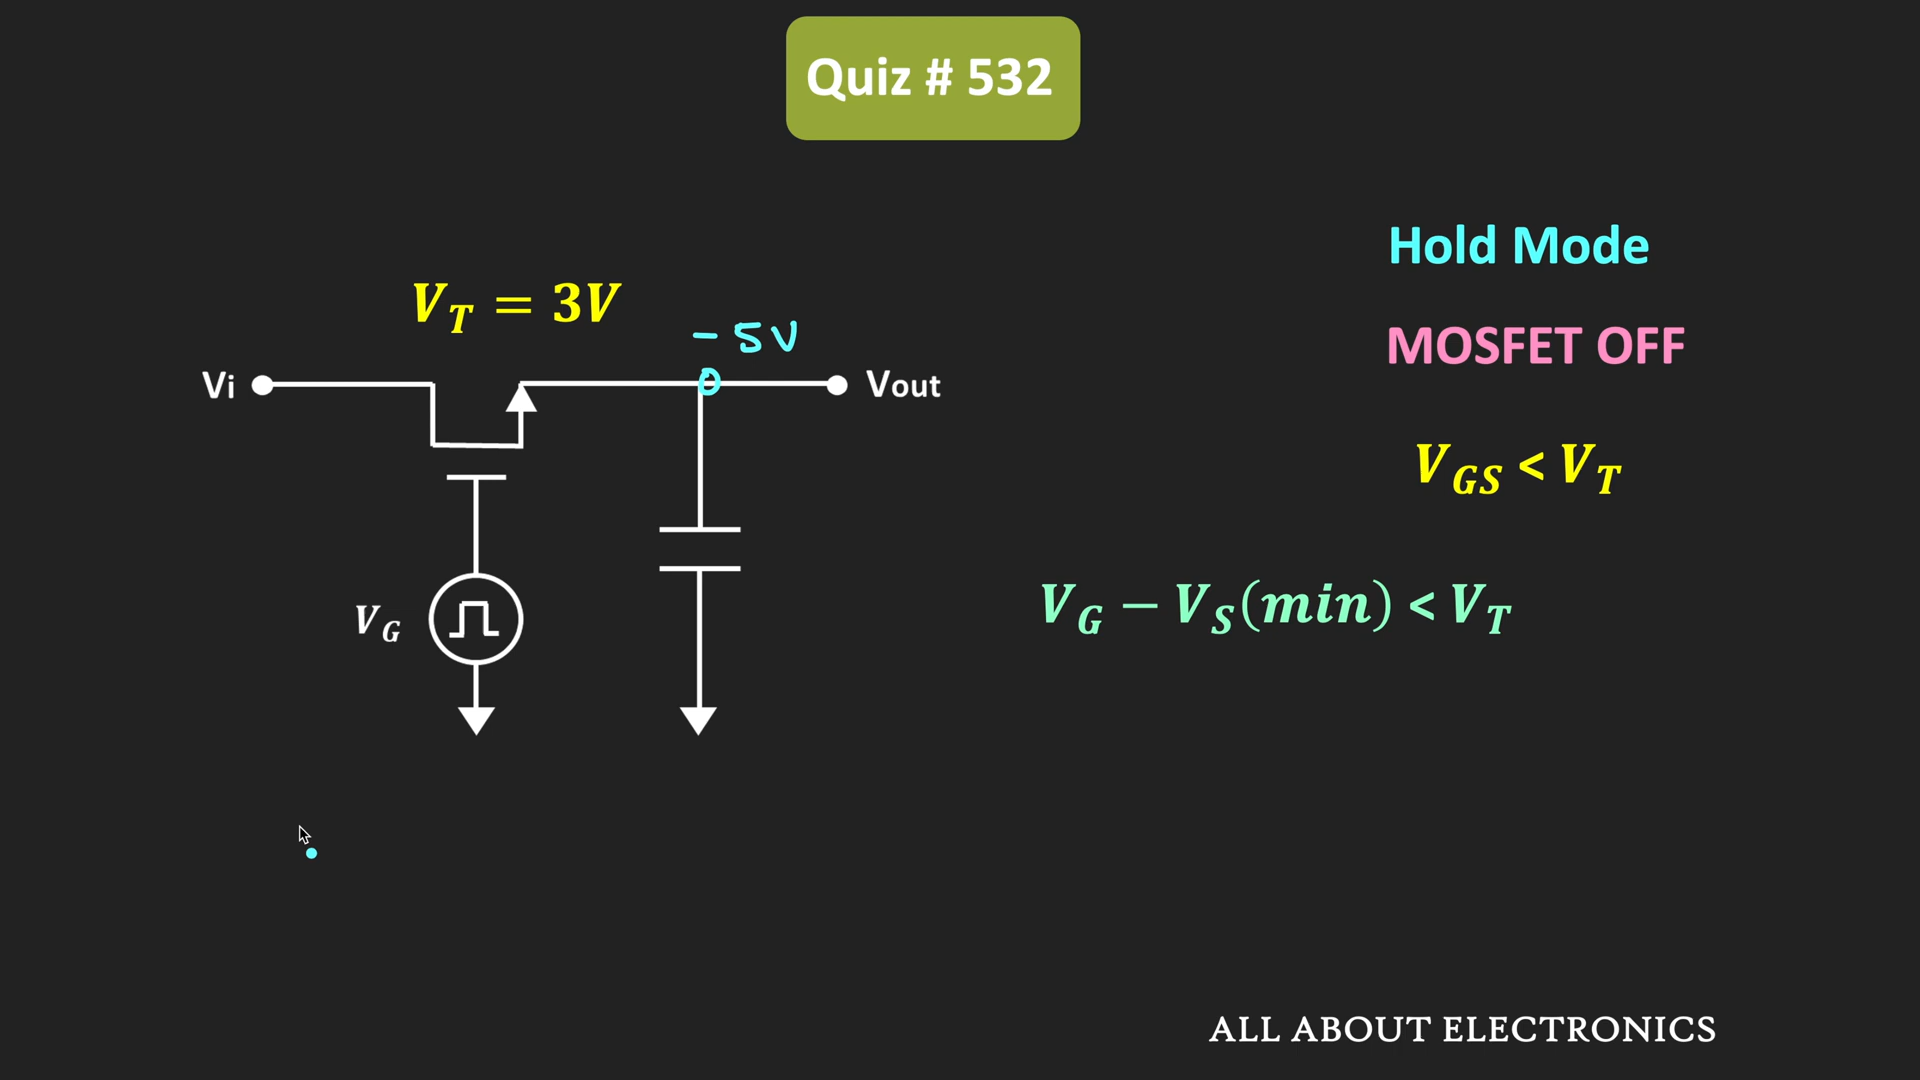 Quiz # 532
Hold Mode
V_T = 3V
MOSFET OFF
- 5V
Vi
Vout
V_GS < V_T
V_G − V_S(min) < V_T
V_G
ALL ABOUT ELECTRONICS